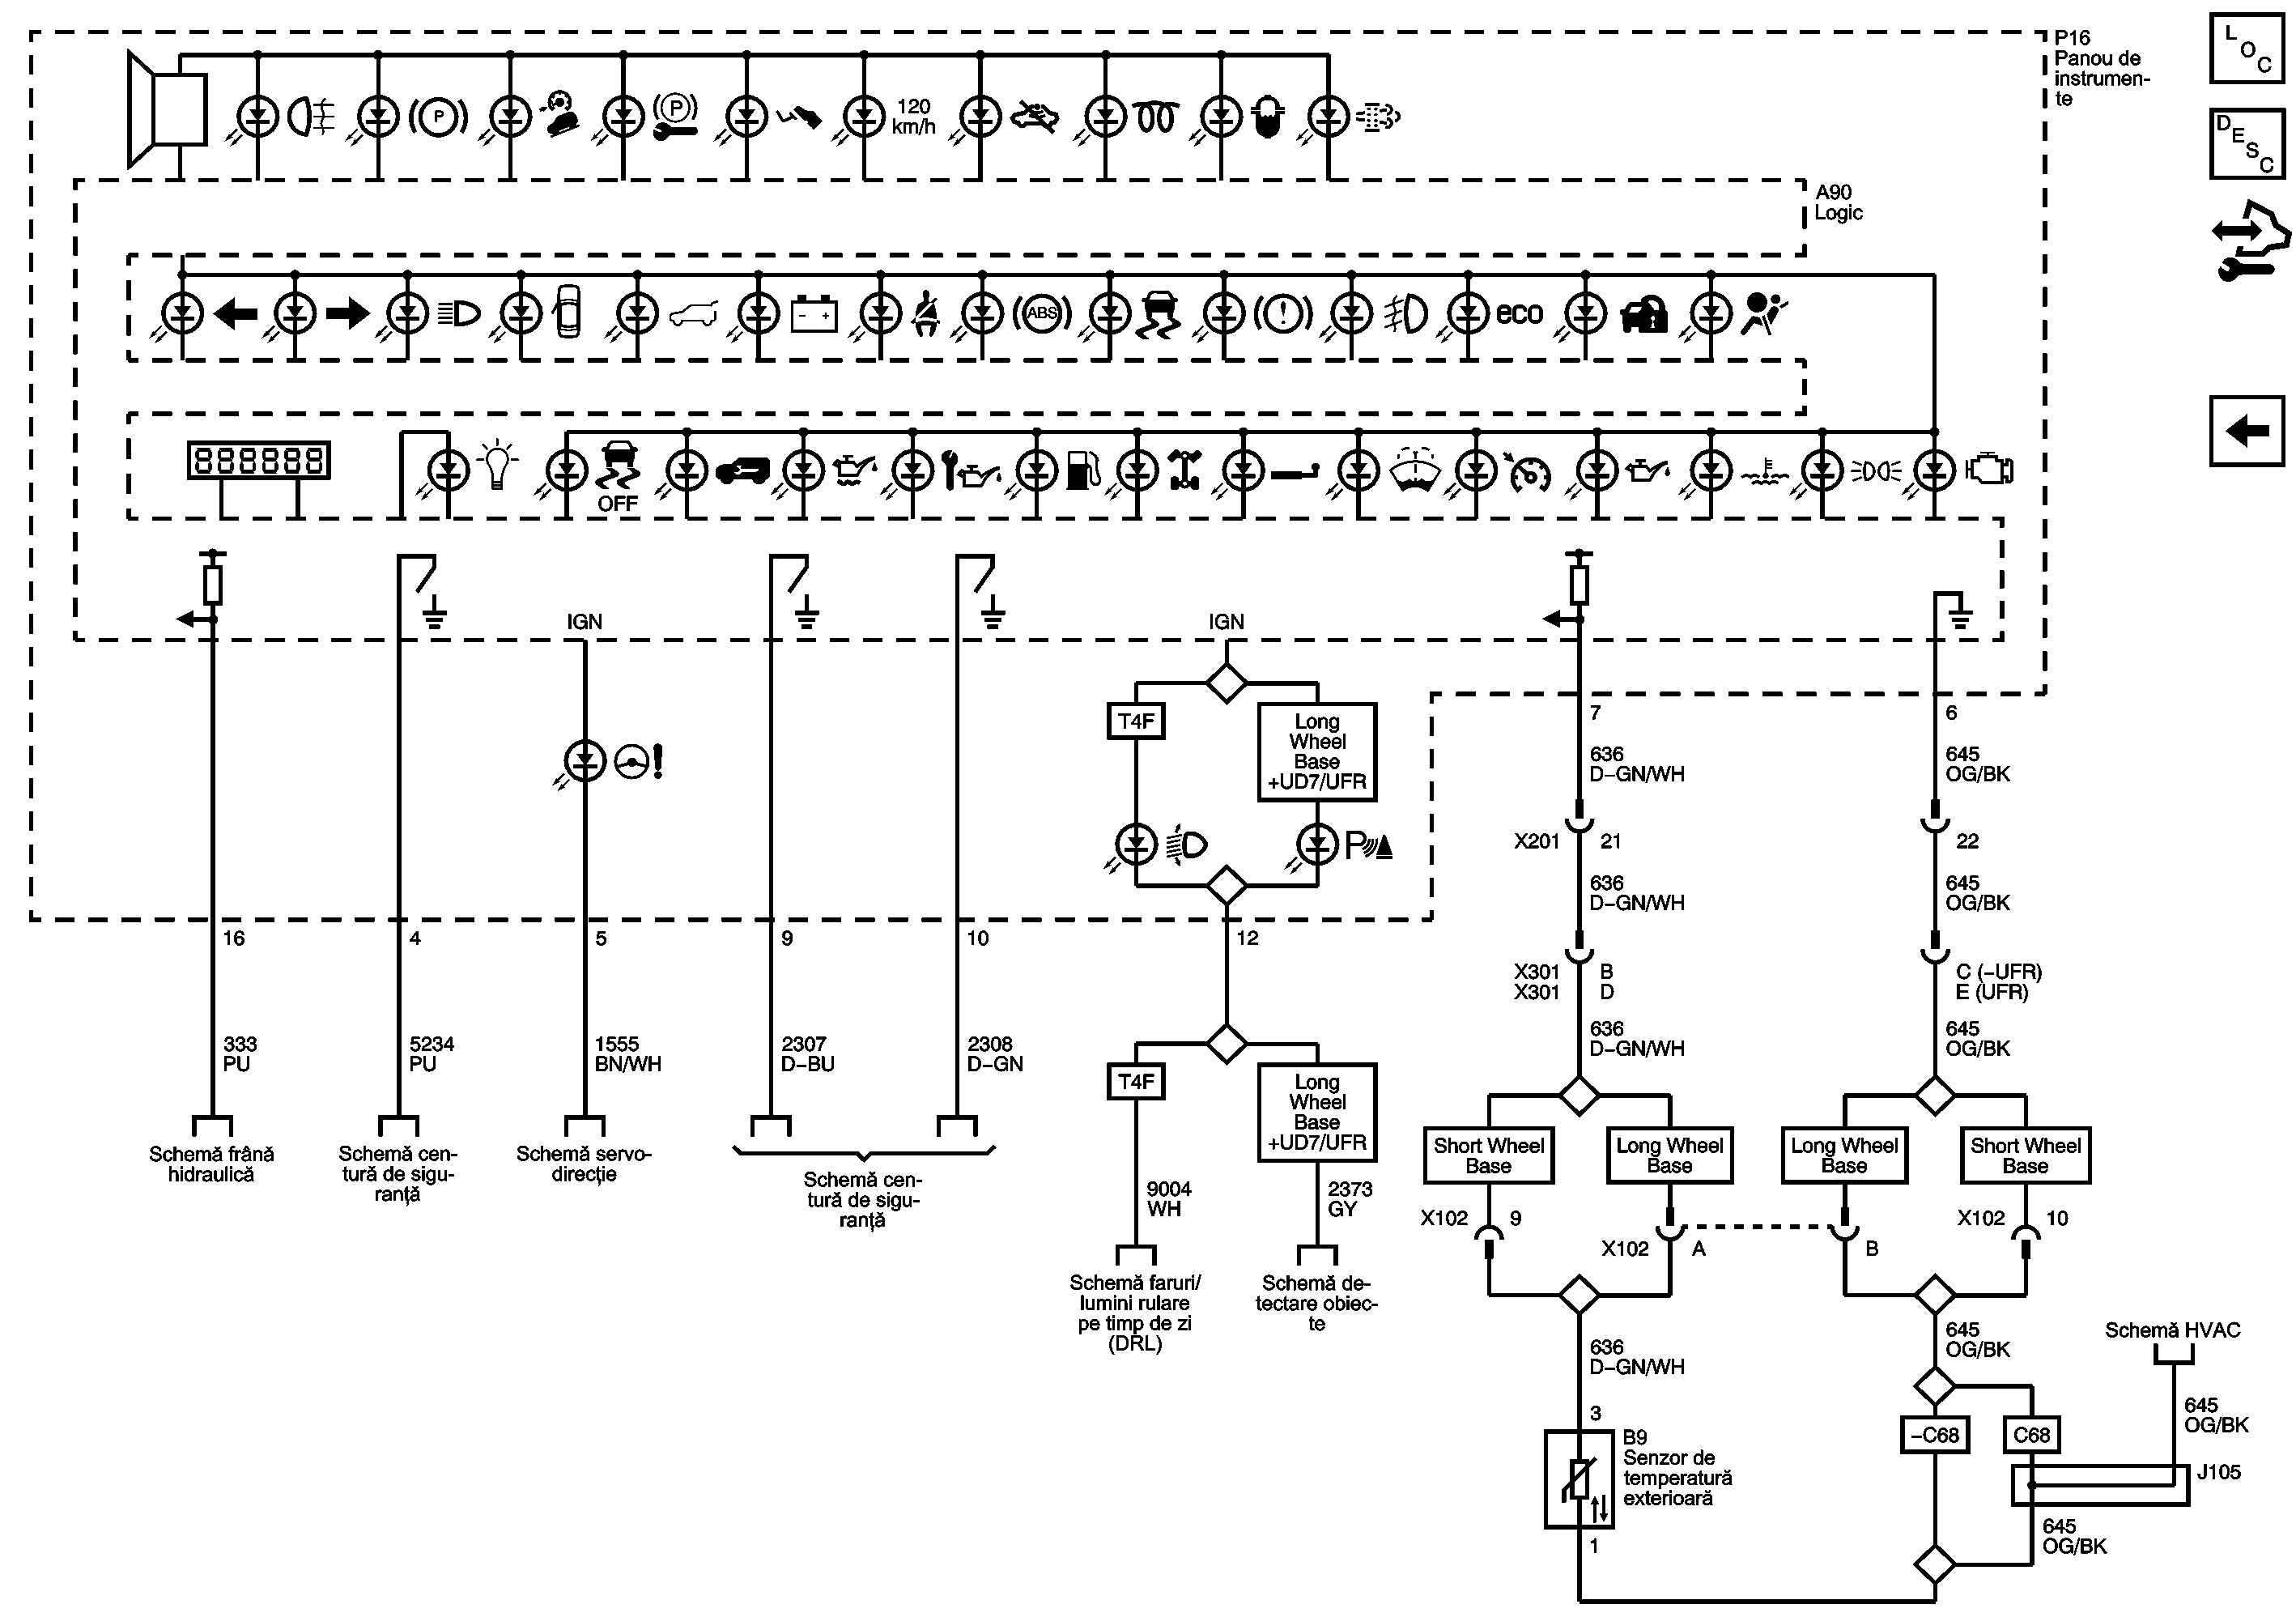 P16
Panou de
instrumen-
te
L
O
C
D
E
S
C
P
P
120
km/h
A90
Logic
ABS
!
eco
888888
OFF
IGN
IGN
!
T4F
Long
Wheel
Base
+UD7/UFR
P
7
6
636
D–GN/WH
645
OG/BK
X201
21
22
636
D–GN/WH
645
OG/BK
16
4
5
9
10
12
X301
B
X301
D
C (–UFR)
E (UFR)
333
PU
5234
PU
1555
BN/WH
2307
D–BU
2308
D–GN
636
D–GN/WH
645
OG/BK
T4F
Long
Wheel
Base
+UD7/UFR
Schemă frână
hidraulică
Schemă cen-
tură de sigu-
ranță
Schemă servo-
direcție
Schemă cen-
tură de sigu-
ranță
9004
WH
2373
GY
Short Wheel
Base
Long Wheel
Base
Long Wheel
Base
Short Wheel
Base
X102
9
X102
A
B
X102
10
Schemă faruri/
lumini rulare
pe timp de zi
(DRL)
Schemă de-
tectare obiec-
te
636
D–GN/WH
645
OG/BK
Schemă HVAC
645
OG/BK
3
B9
Senzor de
temperatură
exterioară
1
–C68
C68
J105
645
OG/BK